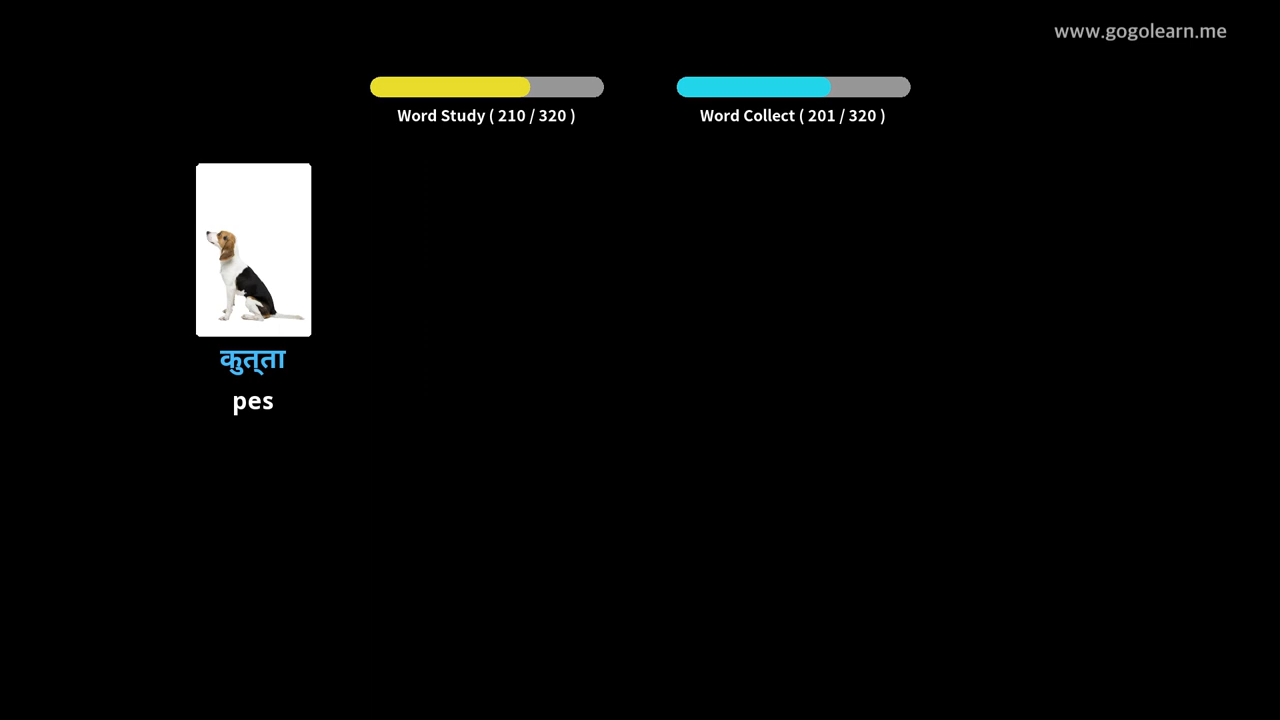 www.gogolearn.me
Word Study ( 210 / 320 )
Word Collect ( 201 / 320 )
कुत्ता
pes